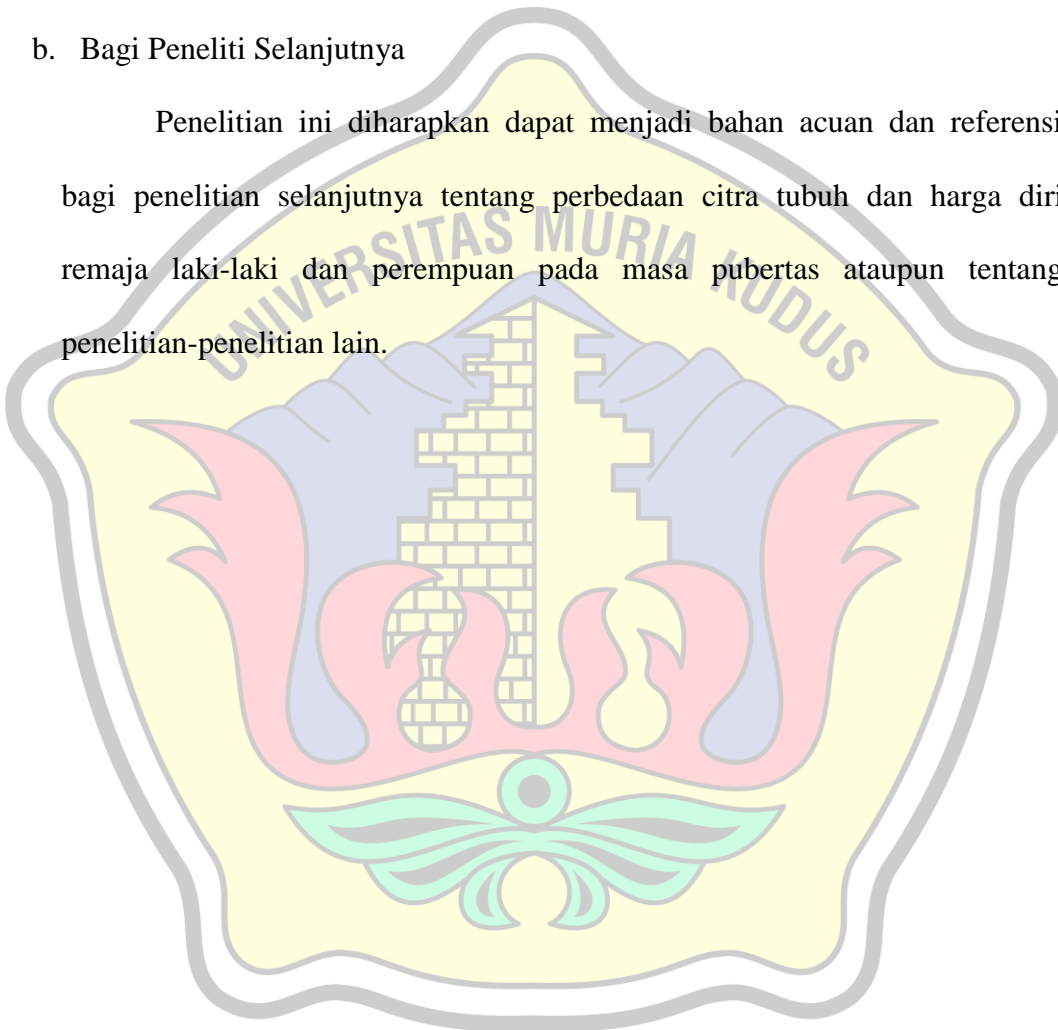 b. Bagi Peneliti Selanjutnya
Penelitian ini diharapkan dapat menjadi bahan acuan dan referensi
bagi penelitian selanjutnya tentang perbedaan citra tubuh dan harga diri
UNIVERSITAS MURIA KUDUS
remaja laki-laki dan perempuan pada masa pubertas ataupun tentang
penelitian-penelitian lain.